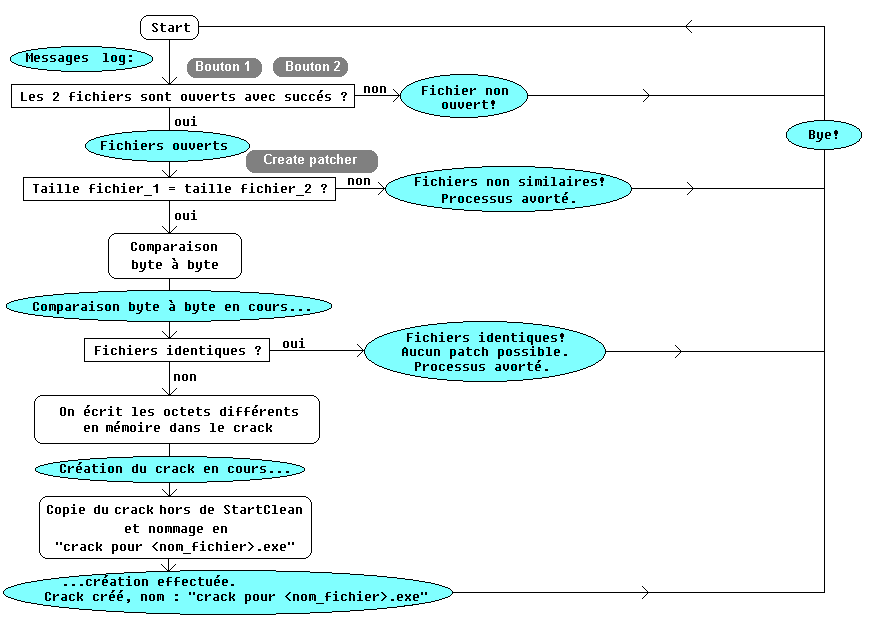 Start
Messages log:
Bouton 1
Bouton 2
Les 2 fichiers sont ouverts avec succés ?
non
Fichier non
ouvert!
oui
Bye!
Fichiers ouverts
Create patcher
Taille fichier_1 = taille fichier_2 ?
non
Fichiers non similaires!
Processus avorté.
oui
Comparaison
byte à byte
Comparaison byte à byte en cours...
Fichiers identiques ?
oui
Fichiers identiques!
Aucun patch possible.
Processus avorté.
non
On écrit les octets différents
en mémoire dans le crack
Création du crack en cours...
Copie du crack hors de StartClean
et nommage en
"crack pour <nom_fichier>.exe"
...création effectuée.
Crack créé, nom : "crack pour <nom_fichier>.exe"